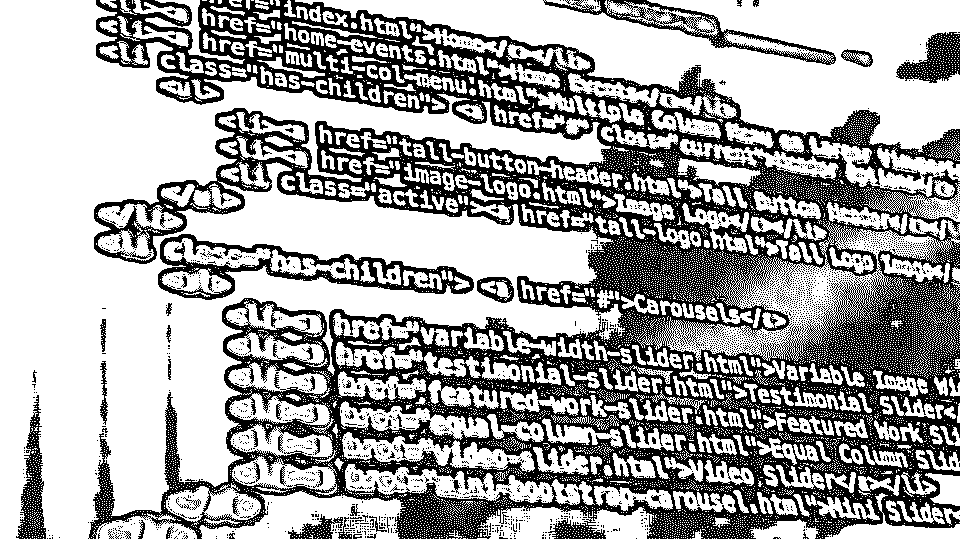 href="index.html">Home</a></li>
<li><a href="home-events.html">Home Events</a></li>
<li><a href="multi-col-menu.html">Multiple Column Menu
<li class="has-children"> <a href="#" class="current">
<ul>
<li><a href="tall-button-header.html">Tall Button Header</a></li>
<li><a href="image-logo.html">Image Logo</a></li>
<li class="active"><a href="tall-logo.html">Tall Logo Image</
</ul>
</li>
<li class="has-children"> <a href="#">Carousels</a>
<ul>
<li><a href="variable-width-slider.html">Variable Image
<li><a href="testimonial-slider.html">Testimonial Slider<
<li><a href="featured-work-slider.html">Featured Work Sli
<li><a href="equal-column-slider.html">Equal Column Slid
<li><a href="video-slider.html">Video Slider</a></li>
<li><a href="mini-bootstrap-carousel.html">Mini Slider<